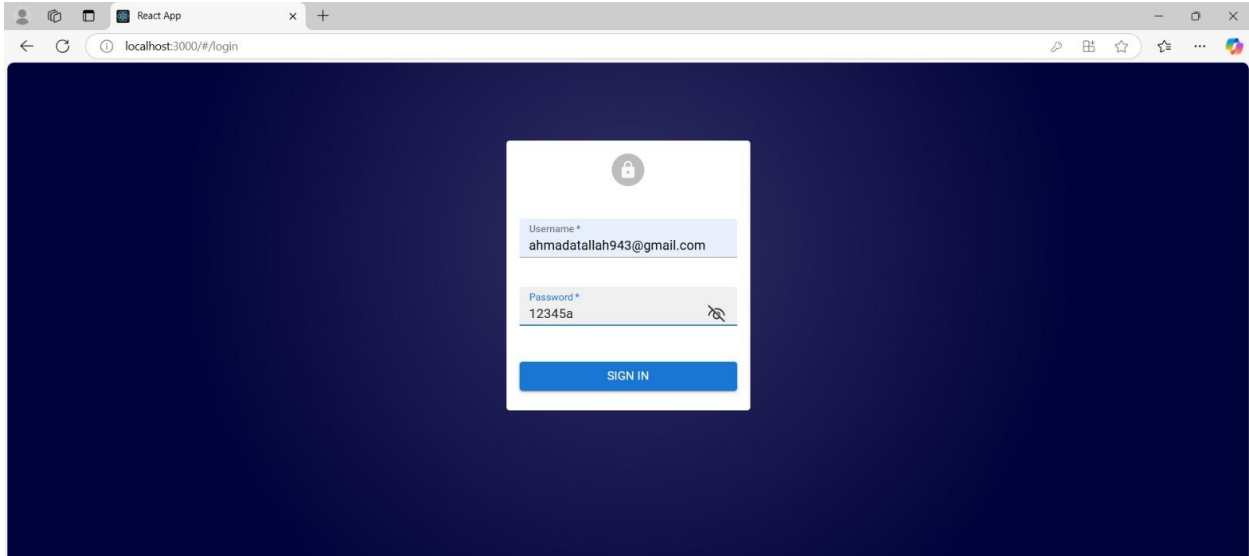 React App
localhost:3000/#/login
Username *
ahmadatallah943@gmail.com
Password *
12345a
SIGN IN